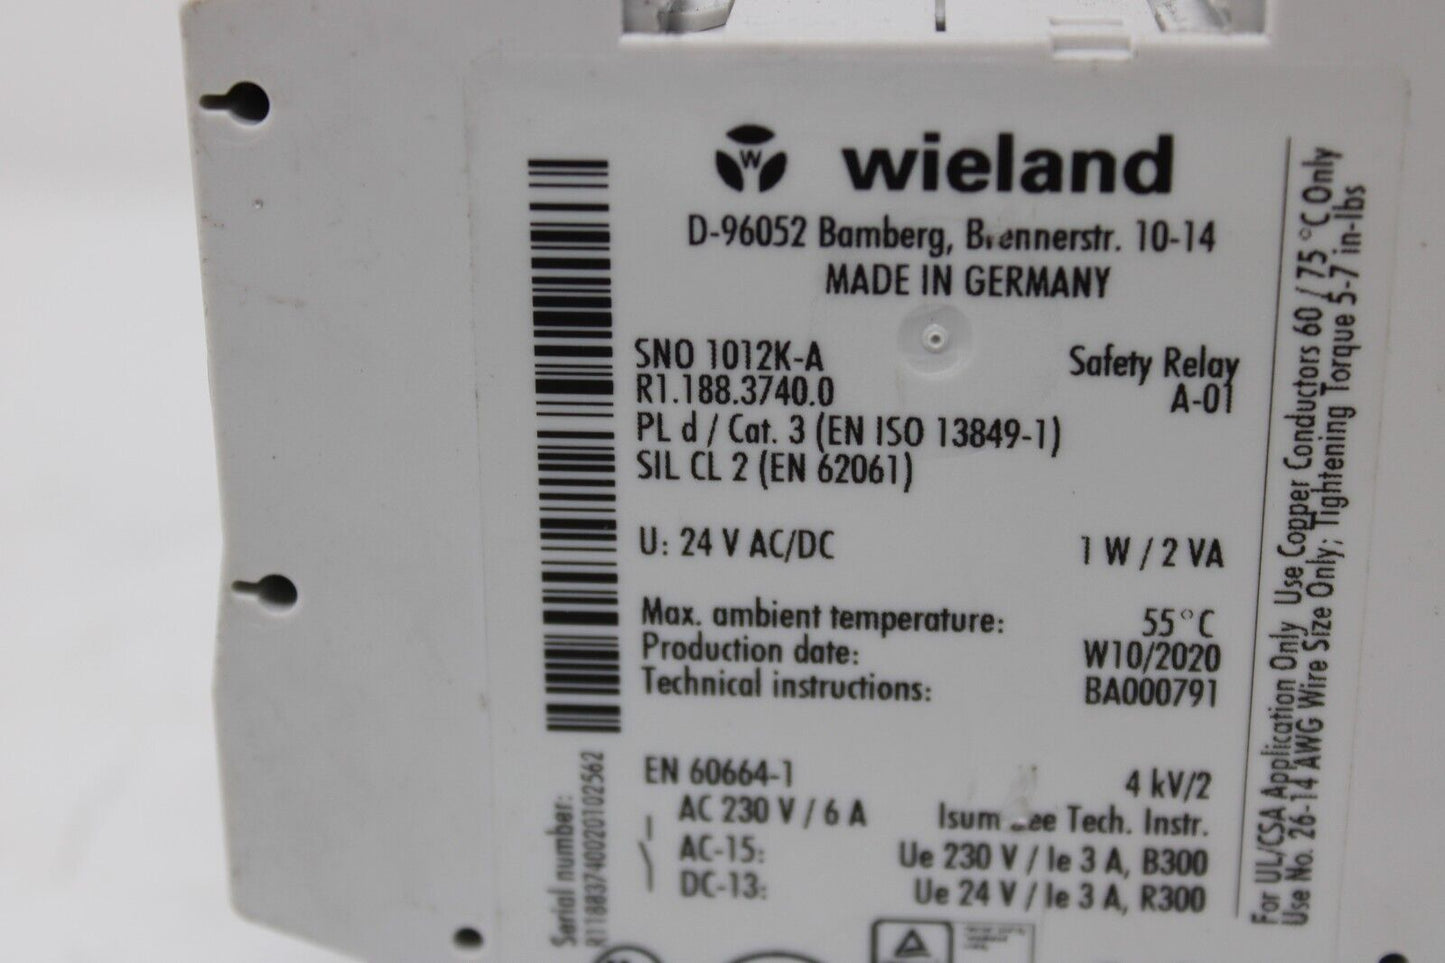 W wieland
D-96052 Bamberg, Brennerstr. 10-14
MADE IN GERMANY
SNO 1012K-A Safety Relay
R1.188.3740.0 A-01
PL d / Cat. 3 (EN ISO 13849-1)
SIL CL 2 (EN 62061)
U: 24 V AC/DC 1 W / 2 VA
Max. ambient temperature: 55°C
Production date: W10/2020
Technical instructions: BA000791
EN 60664-1 4 kV/2
AC 230 V / 6 A Isum see Tech. Instr.
AC-15: Ue 230 V / Ie 3 A, B300
DC-13: Ue 24 V / Ie 3 A, R300
Serial number:
R11883740020102562
For UL/CSA Application Only Use Copper Conductors 60 / 75 °C Only
Use No. 26-14 AWG Wire Size Only; Tightening Torque 5-7 in-lbs